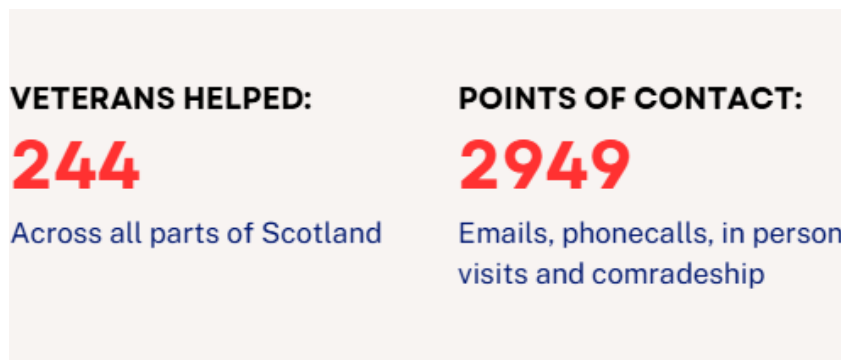 VETERANS HELPED:
244
Across all parts of Scotland
POINTS OF CONTACT:
2949
Emails, phonecalls, in person
visits and comradeship